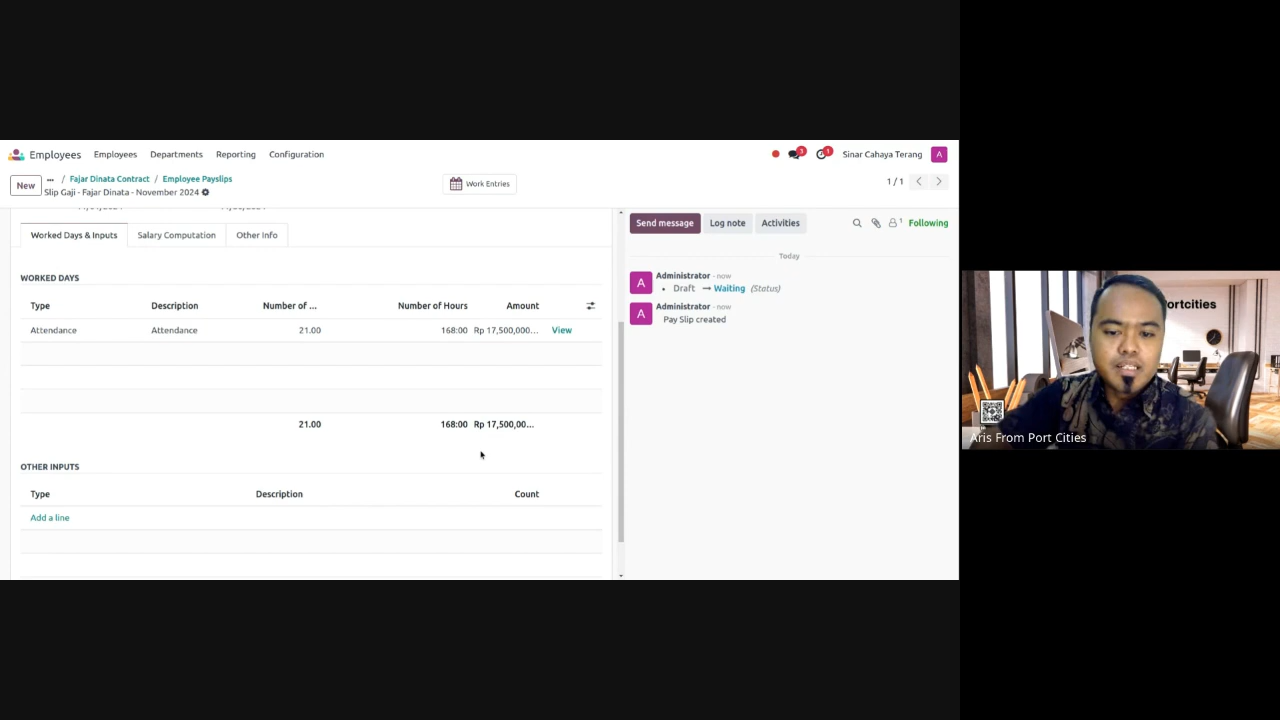 Employees Employees Departments Reporting Configuration
3 1 Sinar Cahaya Terang A
New ... / Fajar Dinata Contract / Employee Payslips
Slip Gaji - Fajar Dinata - November 2024
Work Entries
1 / 1
Worked Days & Inputs Salary Computation Other Info
WORKED DAYS
Type Description Number of ... Number of Hours Amount
Attendance Attendance 21.00 168:00 Rp 17,500,000... View
21.00 168:00 Rp 17,500,00...
OTHER INPUTS
Type Description Count
Add a line
Send message Log note Activities 1 Following
Today
A Administrator - now
• Draft → Waiting (Status)
A Administrator - now
Pay Slip created
ortcities
Aris From Port Cities